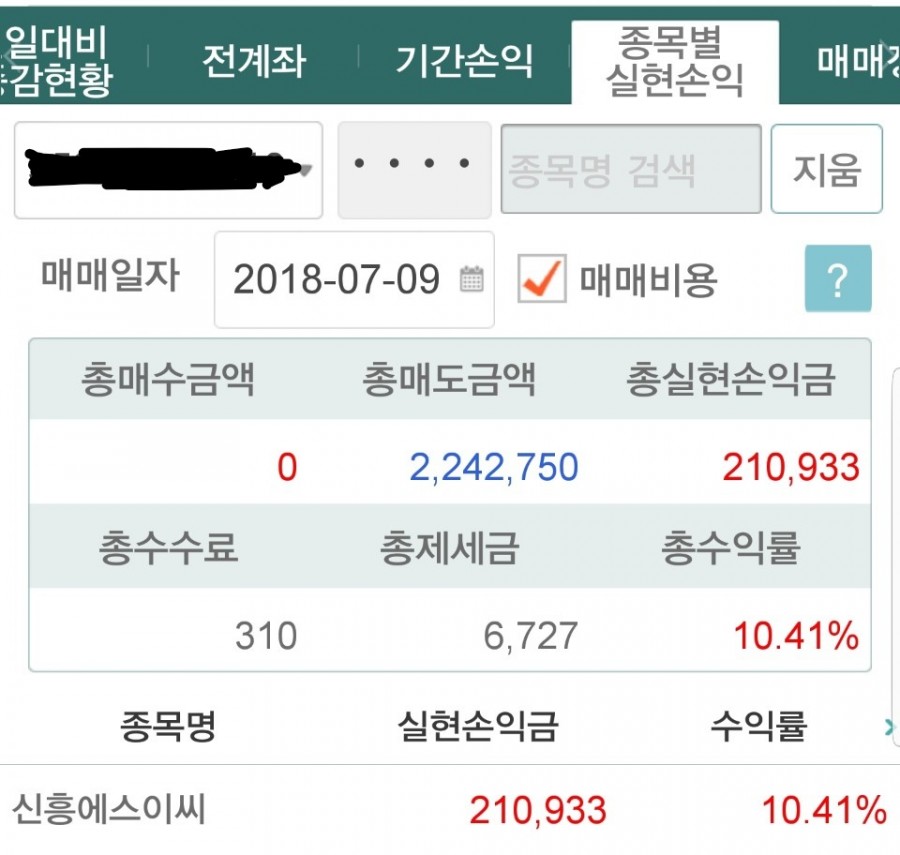 일대비
감현황
전계좌
기간손익
종목별
실현손익
매매
종목명 검색
지움
매매일자
2018-07-09
매매비용
?
총매수금액 총매도금액 총실현손익금
0 2,242,750 210,933
총수수료 총제세금 총수익률
310 6,727 10.41%
종목명 실현손익금 수익률
신흥에스이씨 210,933 10.41%